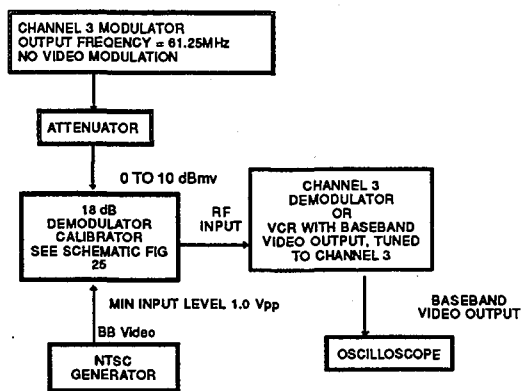 CHANNEL 3 MODULATOR
OUTPUT FREQENCY = 61.25MHz
NO VIDEO MODULATION
ATTENUATOR
0 TO 10 dBmv
18 dB
DEMODULATOR
CALIBRATOR
SEE SCHEMATIC FIG
25
RF
INPUT
CHANNEL 3
DEMODULATOR
OR
VCR WITH BASEBAND
VIDEO OUTPUT, TUNED
TO CHANNEL 3
MIN INPUT LEVEL 1.0 Vpp
BB Video
NTSC
GENERATOR
BASEBAND
VIDEO OUTPUT
OSCILLOSCOPE